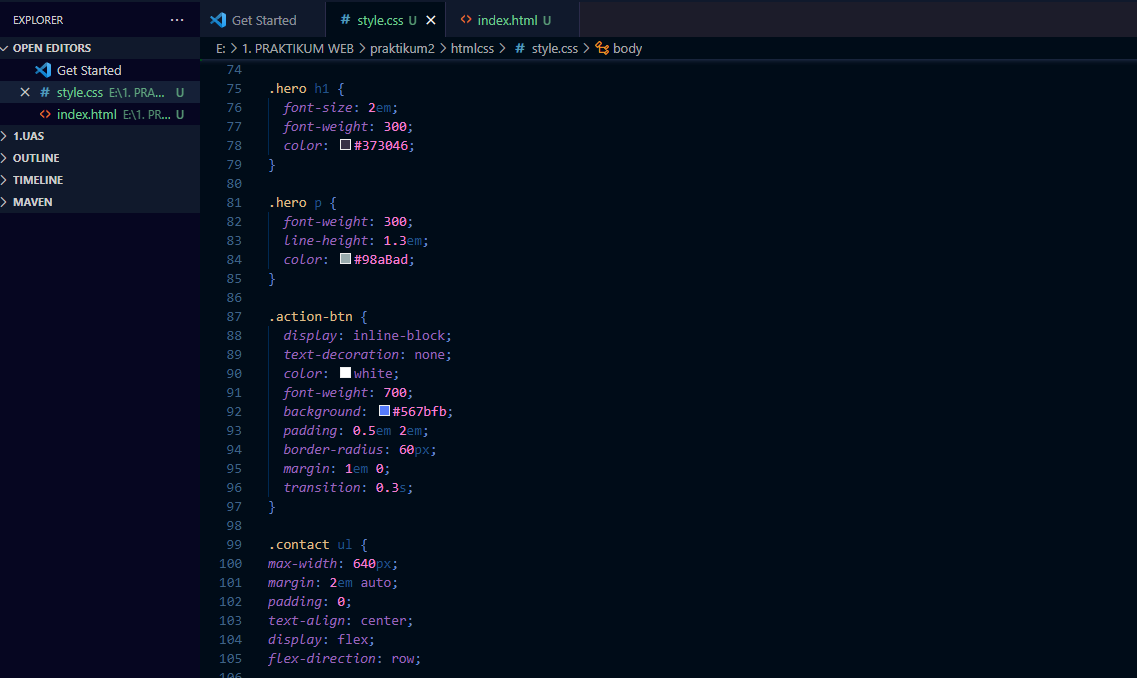 EXPLORER ···
OPEN EDITORS
Get Started
style.css E:\1. PRA... U
index.html E:\1. PR... U
1.UAS
OUTLINE
TIMELINE
MAVEN
Get Started
# style.css U
<> index.html U
E: > 1. PRAKTIKUM WEB > praktikum2 > htmlcss > # style.css > body
74
75 .hero h1 {
76   font-size: 2em;
77   font-weight: 300;
78   color: #373046;
79 }
80
81 .hero p {
82   font-weight: 300;
83   line-height: 1.3em;
84   color: #98aBad;
85 }
86
87 .action-btn {
88   display: inline-block;
89   text-decoration: none;
90   color: white;
91   font-weight: 700;
92   background: #567bfb;
93   padding: 0.5em 2em;
94   border-radius: 60px;
95   margin: 1em 0;
96   transition: 0.3s;
97 }
98
99 .contact ul {
100 max-width: 640px;
101 margin: 2em auto;
102 padding: 0;
103 text-align: center;
104 display: flex;
105 flex-direction: row;